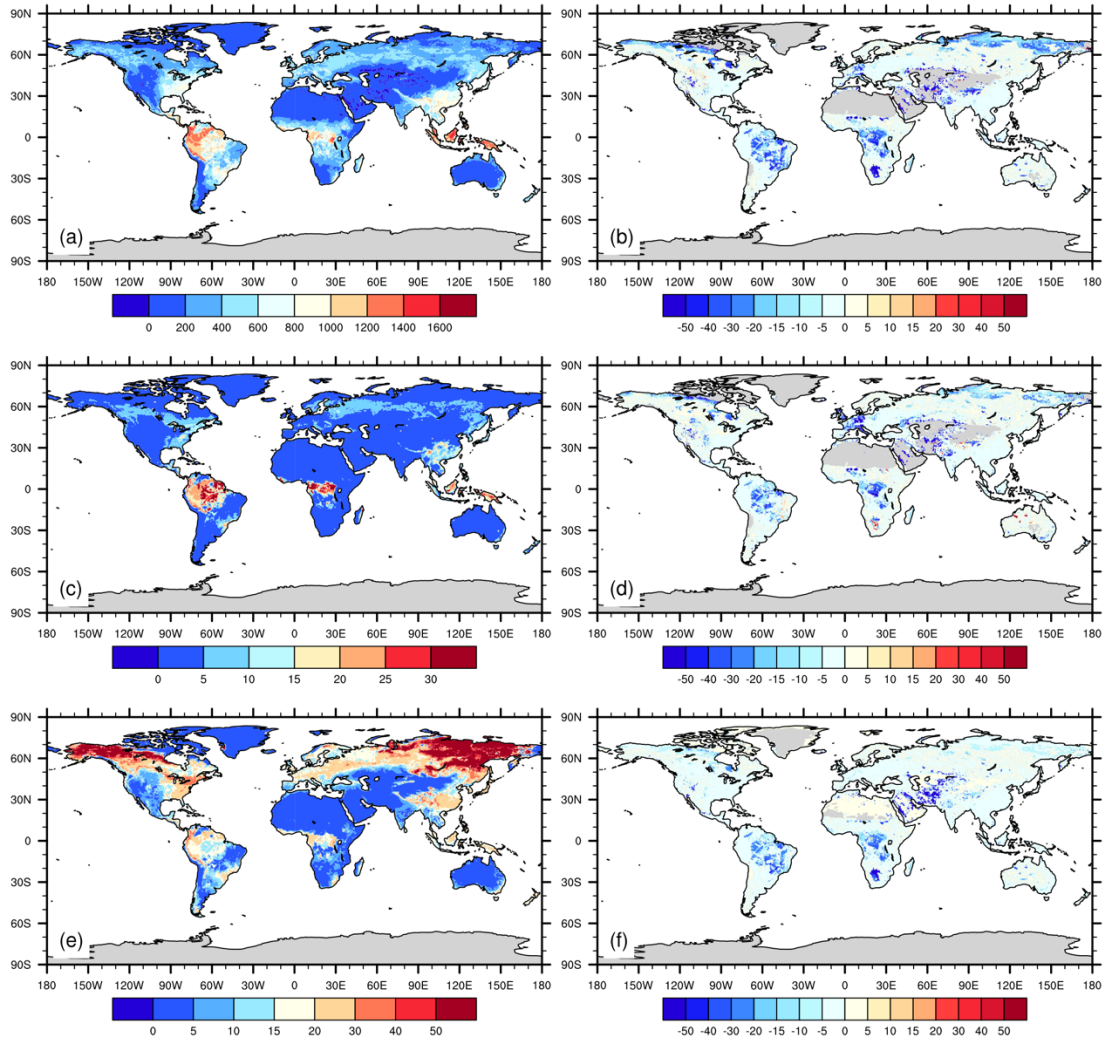 90N 90N
60N 60N
30N 30N
0 0
30S 30S
60S (a) 60S (b)
90S 90S
180 150W 120W 90W 60W 30W 0 30E 60E 90E 120E 150E 180 180 150W 120W 90W 60W 30W 0 30E 60E 90E 120E 150E 180
0 200 400 600 800 1000 1200 1400 1600 -50 -40 -30 -20 -15 -10 -5 0 5 10 15 20 30 40 50
90N 90N
60N 60N
30N 30N
0 0
30S 30S
60S (c) 60S (d)
90S 90S
180 150W 120W 90W 60W 30W 0 30E 60E 90E 120E 150E 180 180 150W 120W 90W 60W 30W 0 30E 60E 90E 120E 150E 180
0 5 10 15 20 25 30 -50 -40 -30 -20 -15 -10 -5 0 5 10 15 20 30 40 50
90N 90N
60N 60N
30N 30N
0 0
30S 30S
60S (e) 60S (f)
90S 90S
180 150W 120W 90W 60W 30W 0 30E 60E 90E 120E 150E 180 180 150W 120W 90W 60W 30W 0 30E 60E 90E 120E 150E 180
0 5 10 15 20 30 40 50 -50 -40 -20 -15 -10 -5 0 5 10 15 20 30 40 50